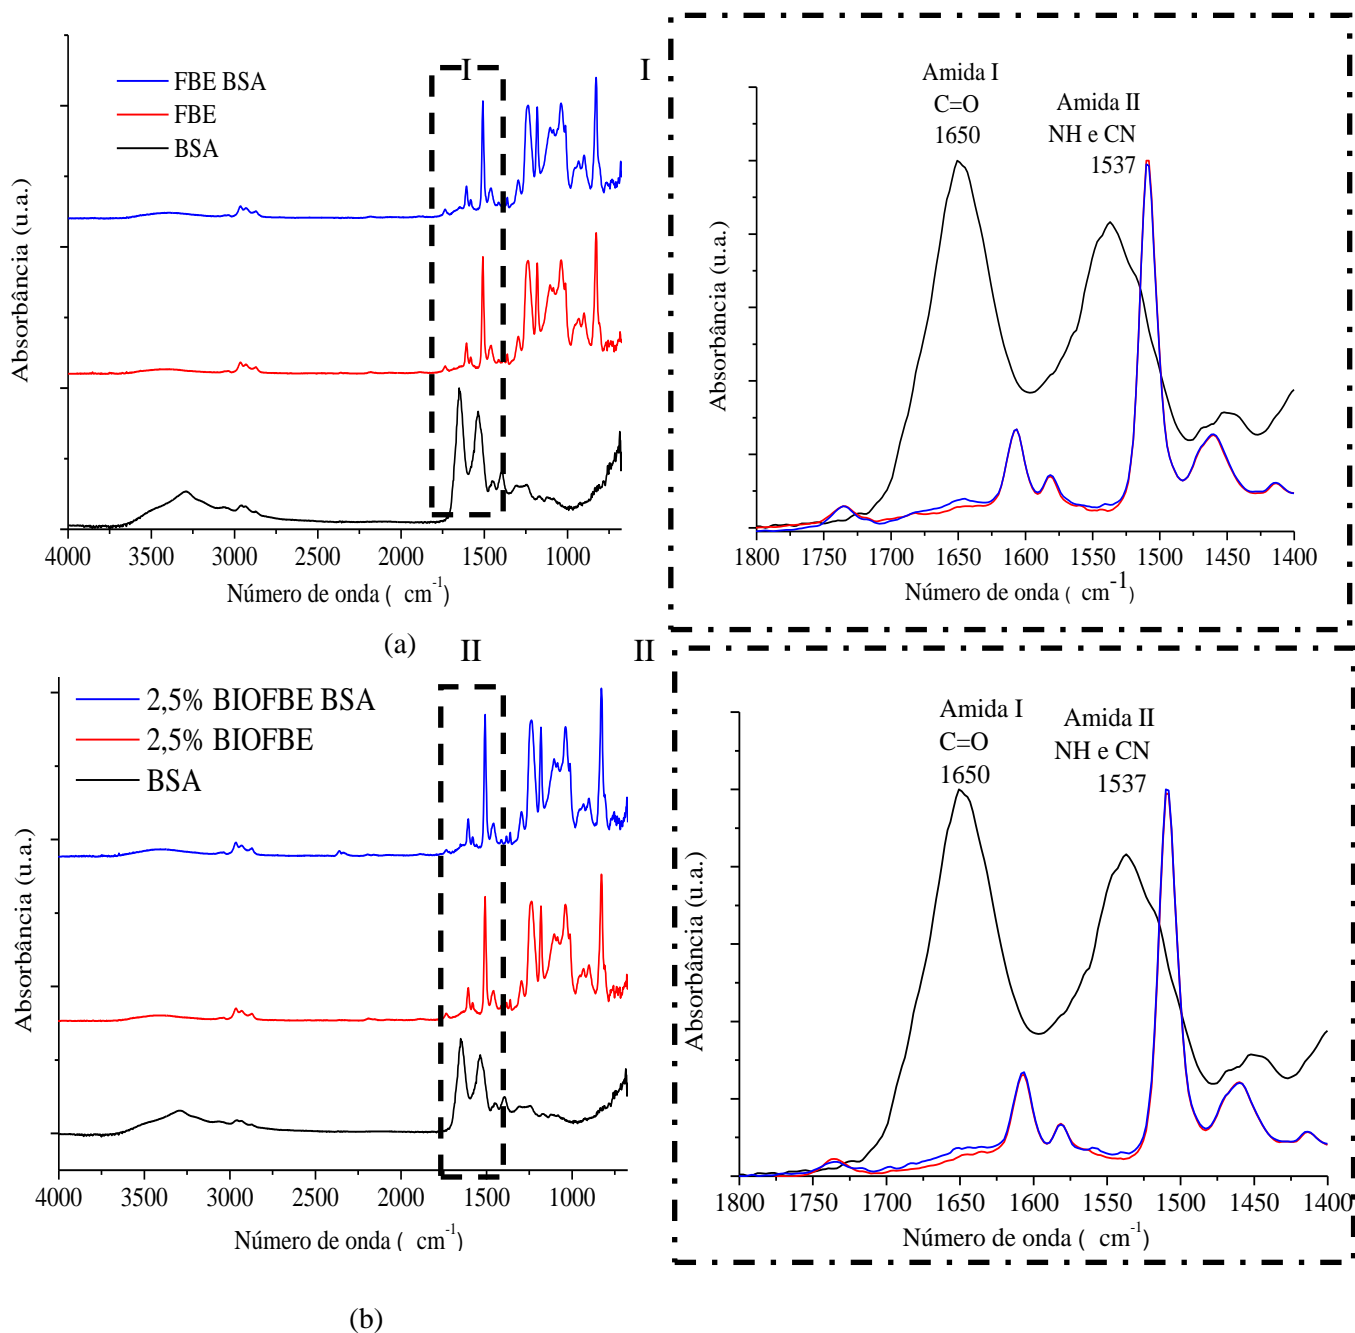 I
I
FBE BSA
FBE
BSA
Absorbância (u.a.)
4000 3500 3000 2500 2000 1500 1000
Número de onda ( cm-1)
Amida I
C=O
1650
Amida II
NH e CN
1537
Absorbância (u.a.)
1800 1750 1700 1650 1600 1550 1500 1450 1400
Número de onda ( cm-1)
(a)
II
II
2,5% BIOFBE BSA
2,5% BIOFBE
BSA
Absorbância (u.a.)
4000 3500 3000 2500 2000 1500 1000
Número de onda ( cm-1)
Amida I
C=O
1650
Amida II
NH e CN
1537
Absorbância (u.a.)
1800 1750 1700 1650 1600 1550 1500 1450 1400
Número de onda ( cm-1)
(b)